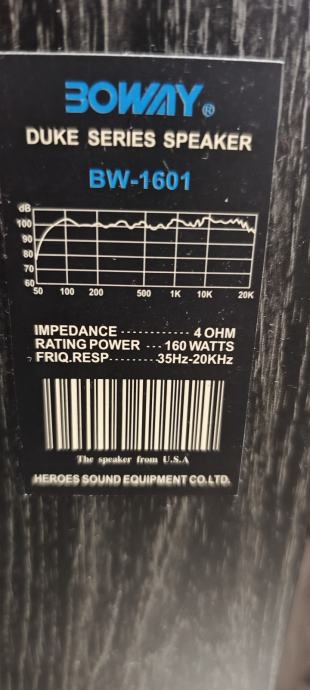 BOWAY®
DUKE SERIES SPEAKER
BW-1601
dB
100
90
80
70
60
50 100 200 500 1K 10K 20K
IMPEDANCE ----------- 4 OHM
RATING POWER --- 160 WATTS
FRIQ.RESP-------- 35Hz-20KHz
The speaker from U.S.A
HEROES SOUND EQUIPMENT CO.LTD.